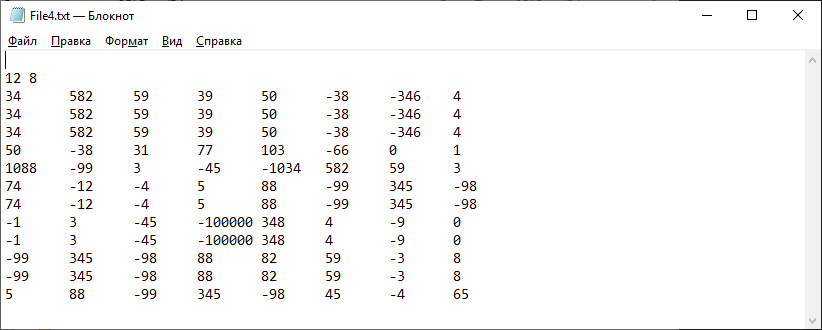 File4.txt — Блокнот
Файл Правка Формат Вид Справка
12 8
34 582 59 39 50 -38 -346 4
34 582 59 39 50 -38 -346 4
34 582 59 39 50 -38 -346 4
50 -38 31 77 103 -66 0 1
1088 -99 3 -45 -1034 582 59 3
74 -12 -4 5 88 -99 345 -98
74 -12 -4 5 88 -99 345 -98
-1 3 -45 -100000 348 4 -9 0
-1 3 -45 -100000 348 4 -9 0
-99 345 -98 88 82 59 -3 8
-99 345 -98 88 82 59 -3 8
5 88 -99 345 -98 45 -4 65